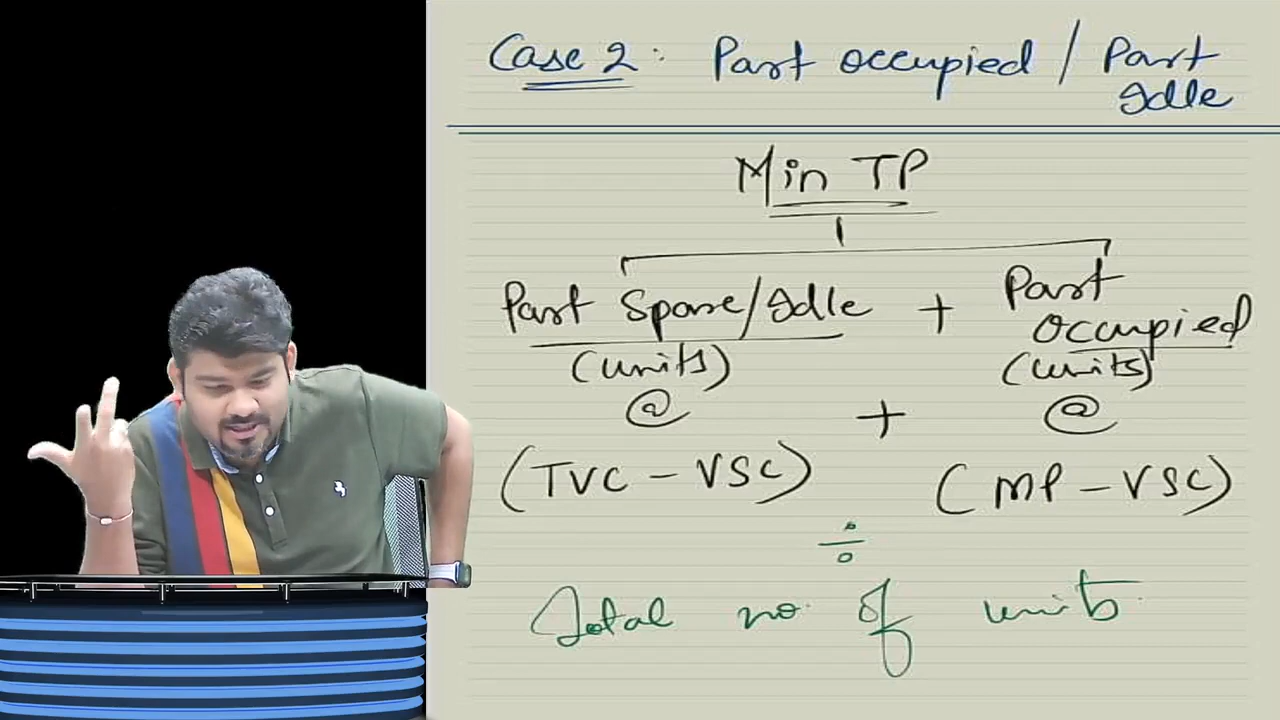 Case 2: Part occupied / Part Idle
Min TP
Part Spare/Idle + Part Occupied
(units) (units)
@ + @
(TVC - VSC) (MP - VSC)
÷
Total no. of units